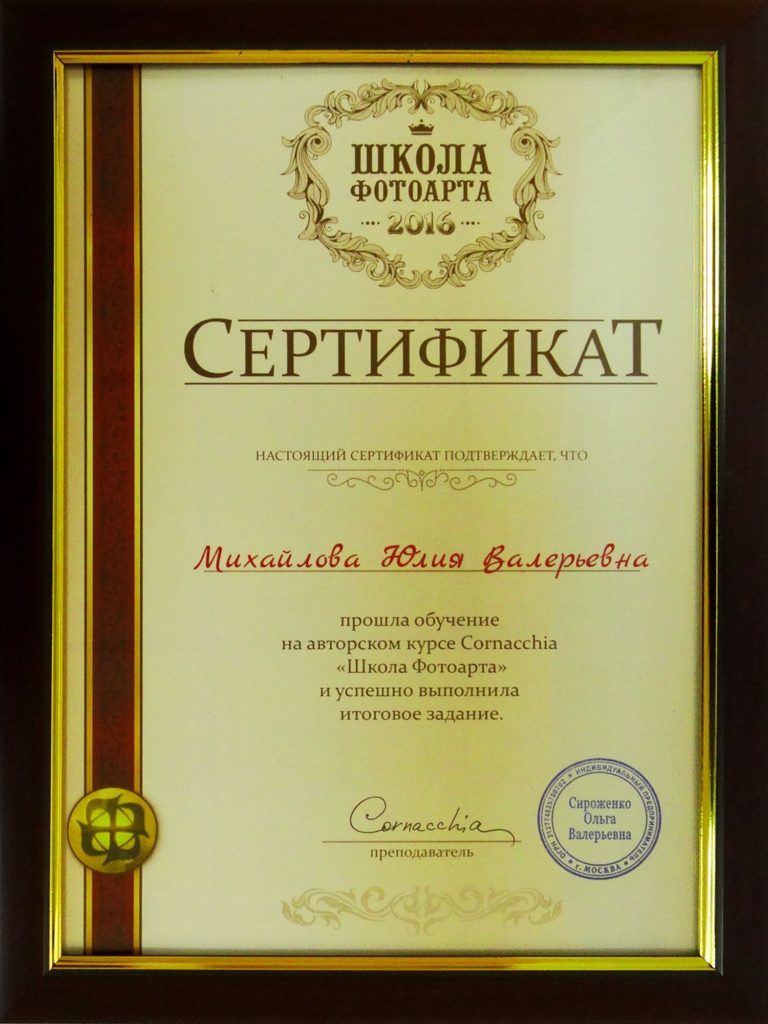 ШКОЛА
ФОТОАРТА
2016
СЕРТИФИКАТ
НАСТОЯЩИЙ СЕРТИФИКАТ ПОДТВЕРЖДАЕТ, ЧТО
Михайлова Юлия Валерьевна
прошла обучение
на авторском курсе Cornacchia
«Школа Фотоарта»
и успешно выполнила
итоговое задание.
Cornacchia
преподаватель
ИНДИВИДУАЛЬНЫЙ ПРЕДПРИНИМАТЕЛЬ
Сироженко
Ольга
Валерьевна
г. МОСКВА
ОГРН